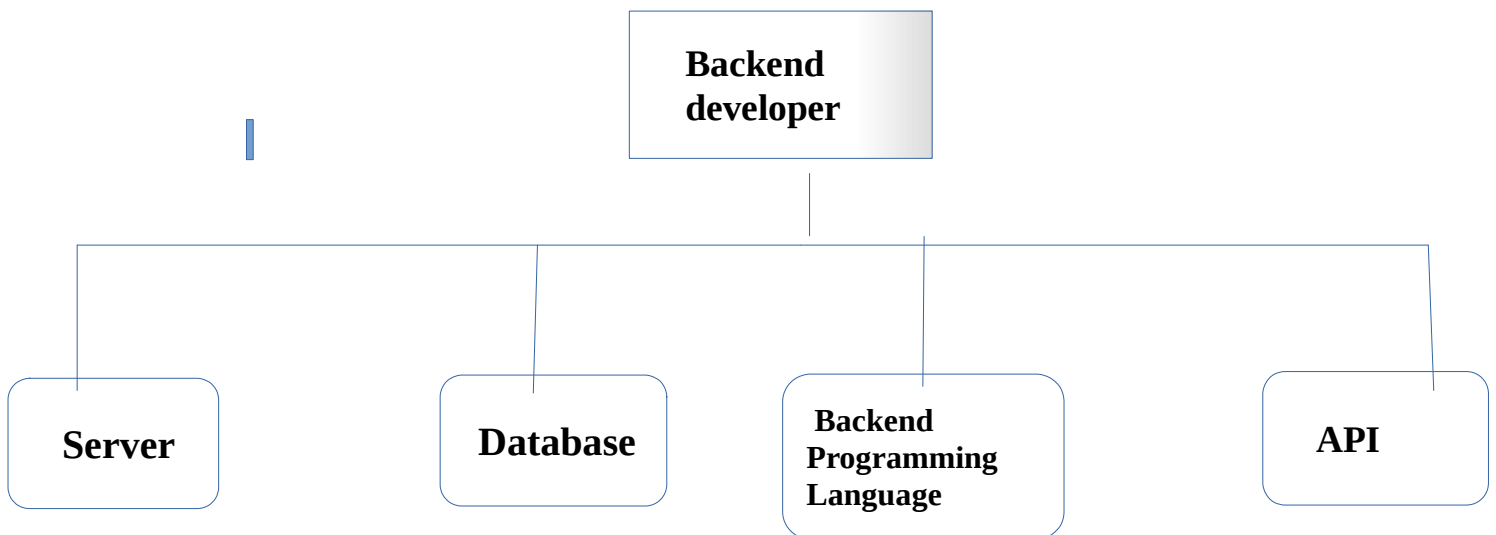 Backend
developer
Server
Database
Backend
Programming
Language
API